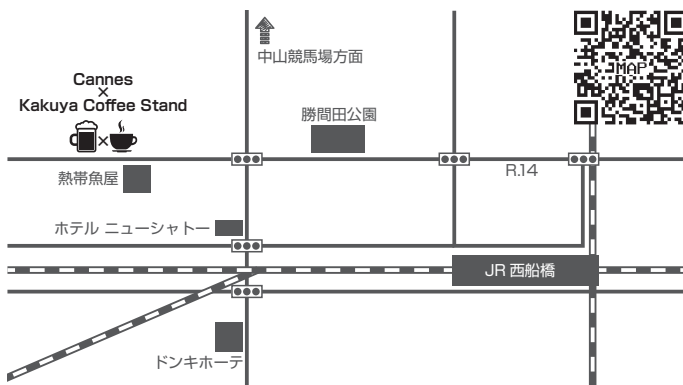 中山競馬場方面
MAP
Cannes
×
Kakuya Coffee Stand
×
勝間田公園
R.14
熱帯魚屋
ホテル ニューシャトー
JR 西船橋
ドンキホーテ